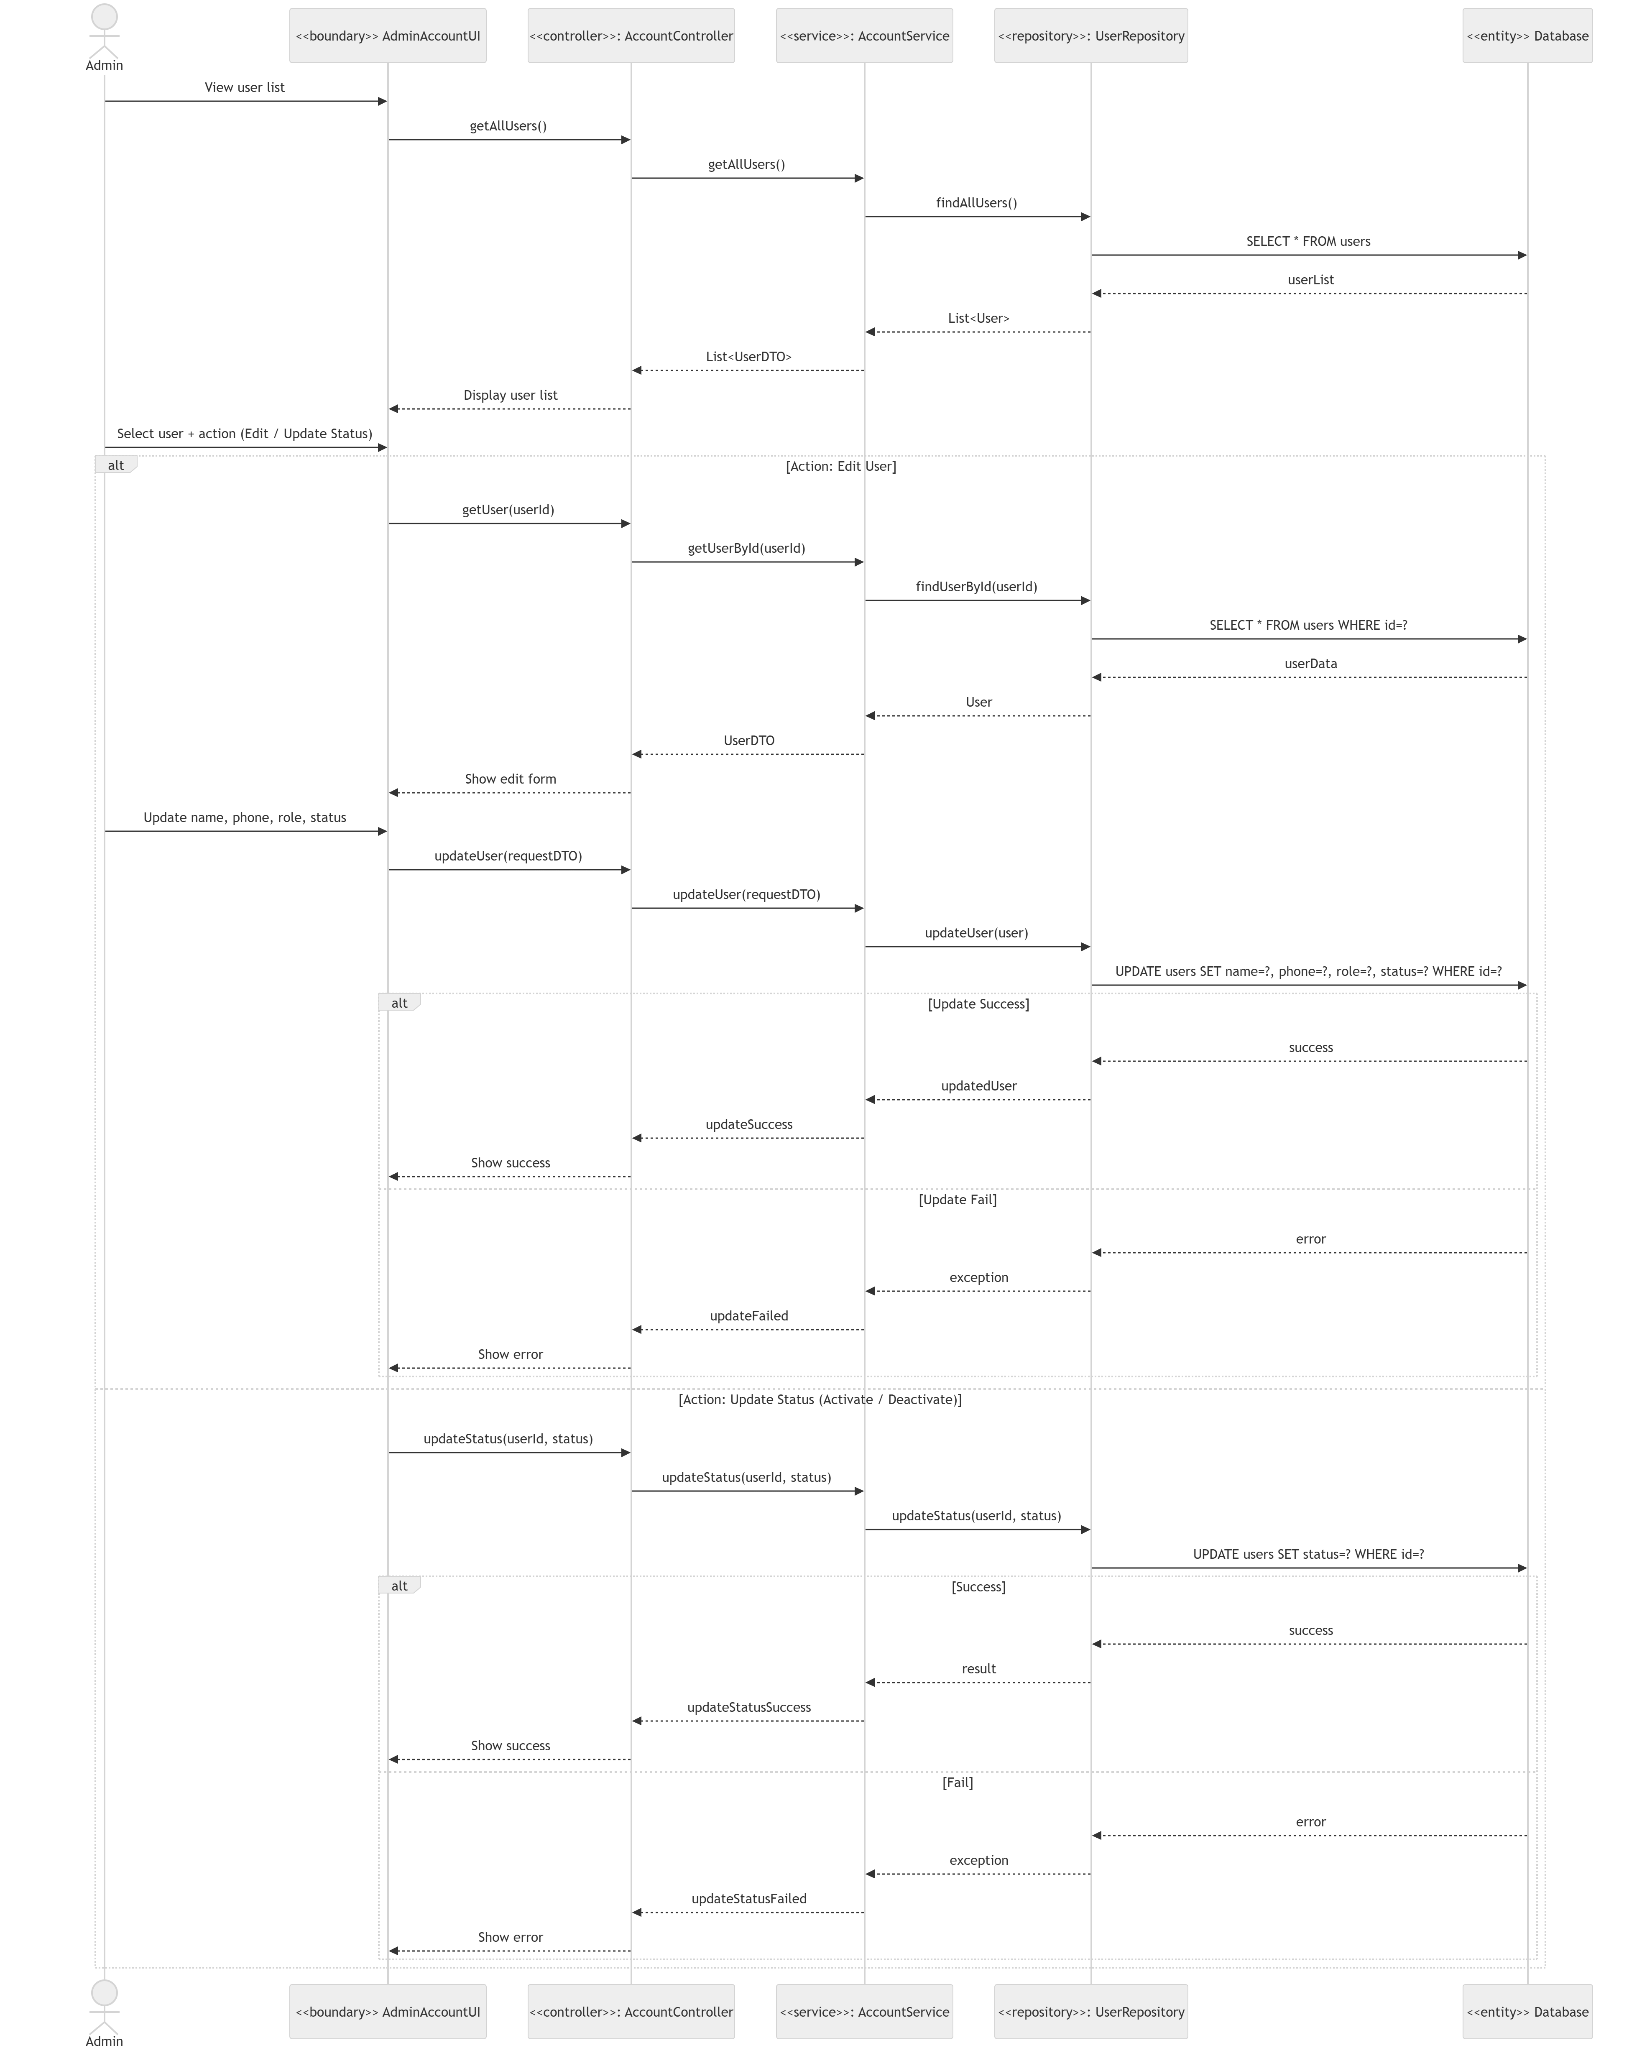 Admin
<<boundary>> AdminAccountUI
<<controller>>: AccountController
<<service>>: AccountService
<<repository>>: UserRepository
<<entity>> Database
View user list
getAllUsers()
getAllUsers()
findAllUsers()
SELECT * FROM users
userList
List<User>
List<UserDTO>
Display user list
Select user + action (Edit / Update Status)
alt
[Action: Edit User]
getUser(userId)
getUserById(userId)
findUserById(userId)
SELECT * FROM users WHERE id=?
userData
User
UserDTO
Show edit form
Update name, phone, role, status
updateUser(requestDTO)
updateUser(requestDTO)
updateUser(user)
UPDATE users SET name=?, phone=?, role=?, status=? WHERE id=?
alt
[Update Success]
success
updatedUser
updateSuccess
Show success
[Update Fail]
error
exception
updateFailed
Show error
[Action: Update Status (Activate / Deactivate)]
updateStatus(userId, status)
updateStatus(userId, status)
updateStatus(userId, status)
UPDATE users SET status=? WHERE id=?
alt
[Success]
success
result
updateStatusSuccess
Show success
[Fail]
error
exception
updateStatusFailed
Show error
Admin
<<boundary>> AdminAccountUI
<<controller>>: AccountController
<<service>>: AccountService
<<repository>>: UserRepository
<<entity>> Database